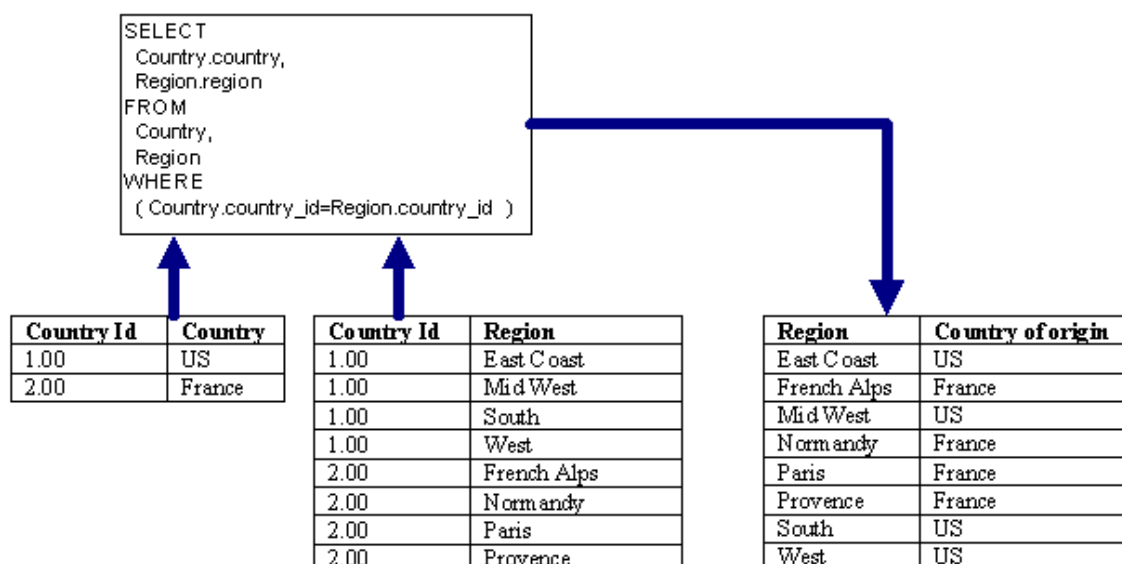 SELECT
Country.country,
Region.region
FROM
Country,
Region
WHERE
( Country.country_id=Region.country_id )
Country Id Country
1.00 US
2.00 France
Country Id Region
1.00 East Coast
1.00 Mid West
1.00 South
1.00 West
2.00 French Alps
2.00 Normandy
2.00 Paris
2.00 Provence
Region Country of origin
East Coast US
French Alps France
Mid West US
Normandy France
Paris France
Provence France
South US
West US